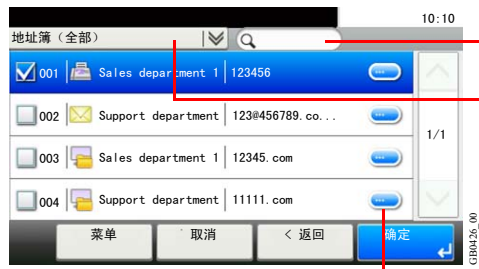 10:10
地址簿（全部）
001 Sales department 1 123456
002 Support department 123@456789.co...
1/1
003 Sales department 1 12345.com
004 Support department 11111.com
菜单 取消 < 返回 确定
GB0426_00